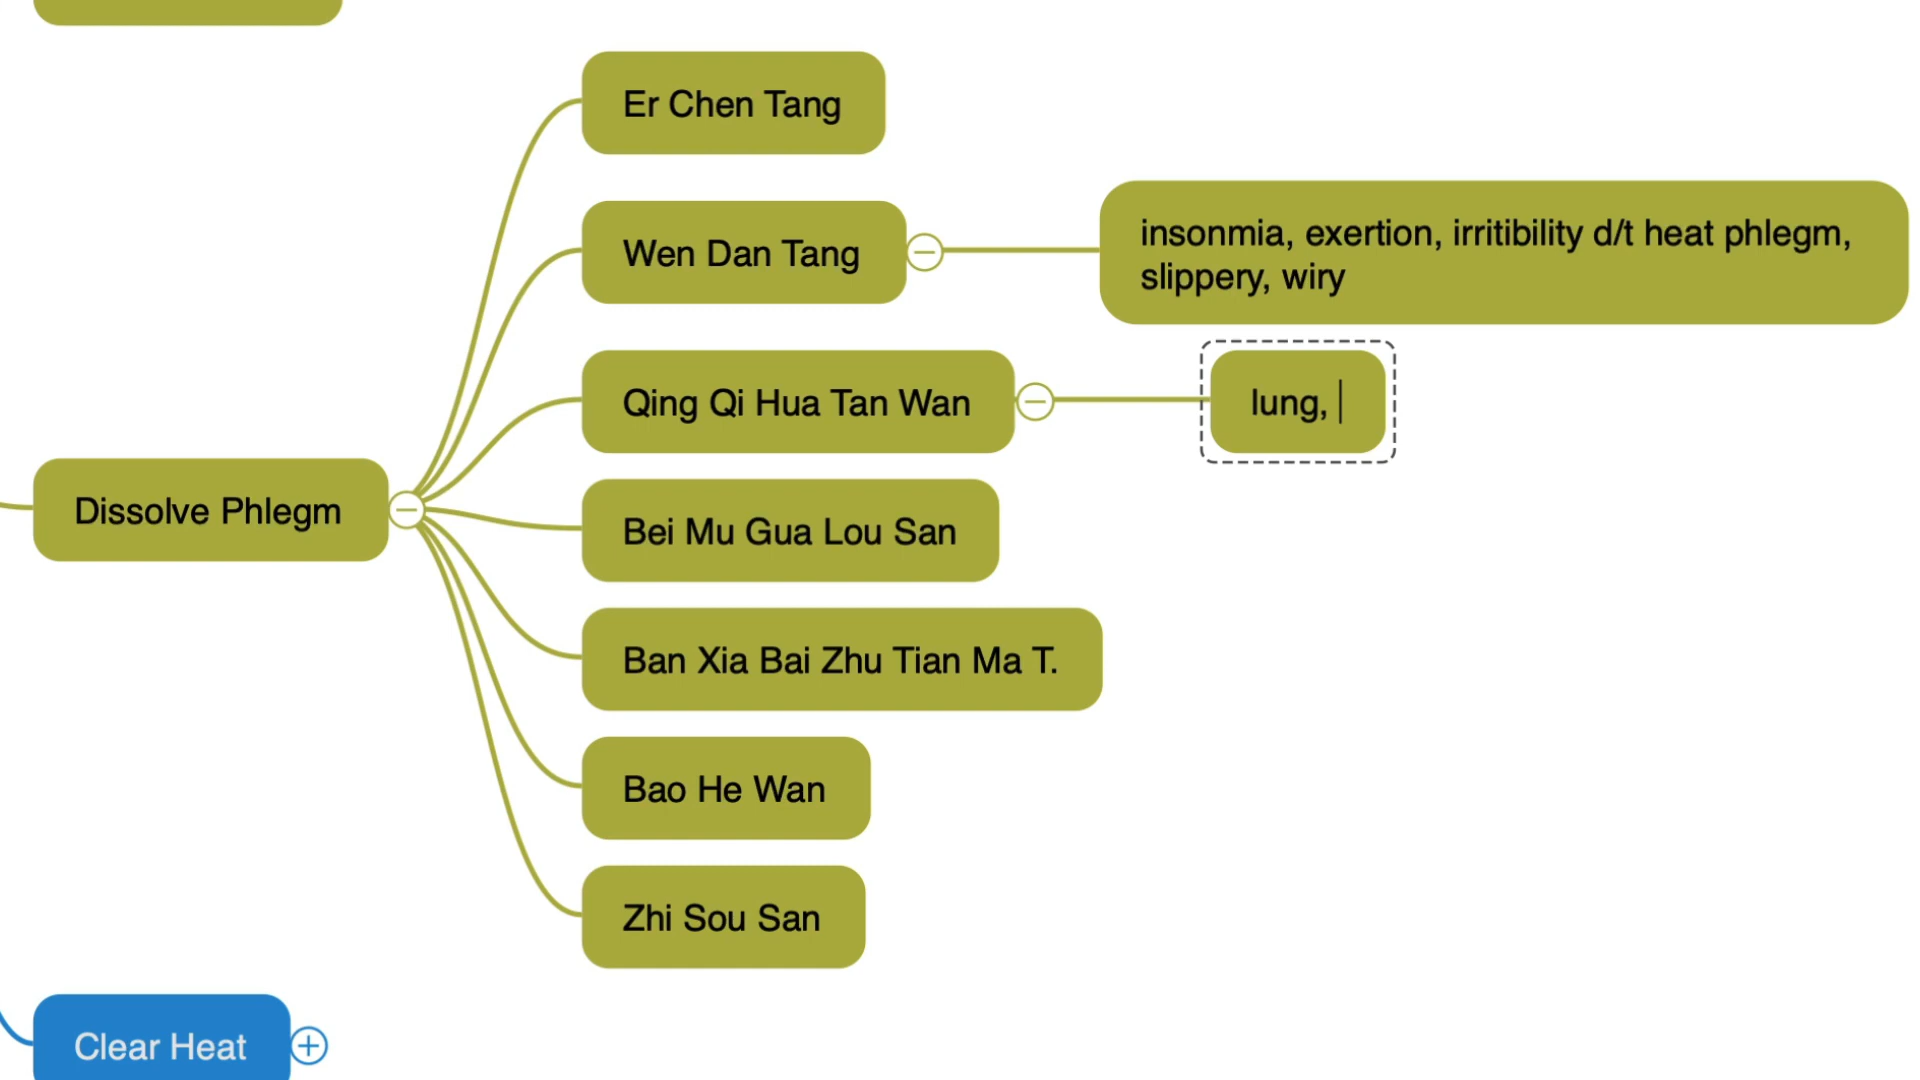 Er Chen Tang
Wen Dan Tang
insonmia, exertion, irritibility d/t heat phlegm,
slippery, wiry
Qing Qi Hua Tan Wan
lung,
Dissolve Phlegm
Bei Mu Gua Lou San
Ban Xia Bai Zhu Tian Ma T.
Bao He Wan
Zhi Sou San
Clear Heat